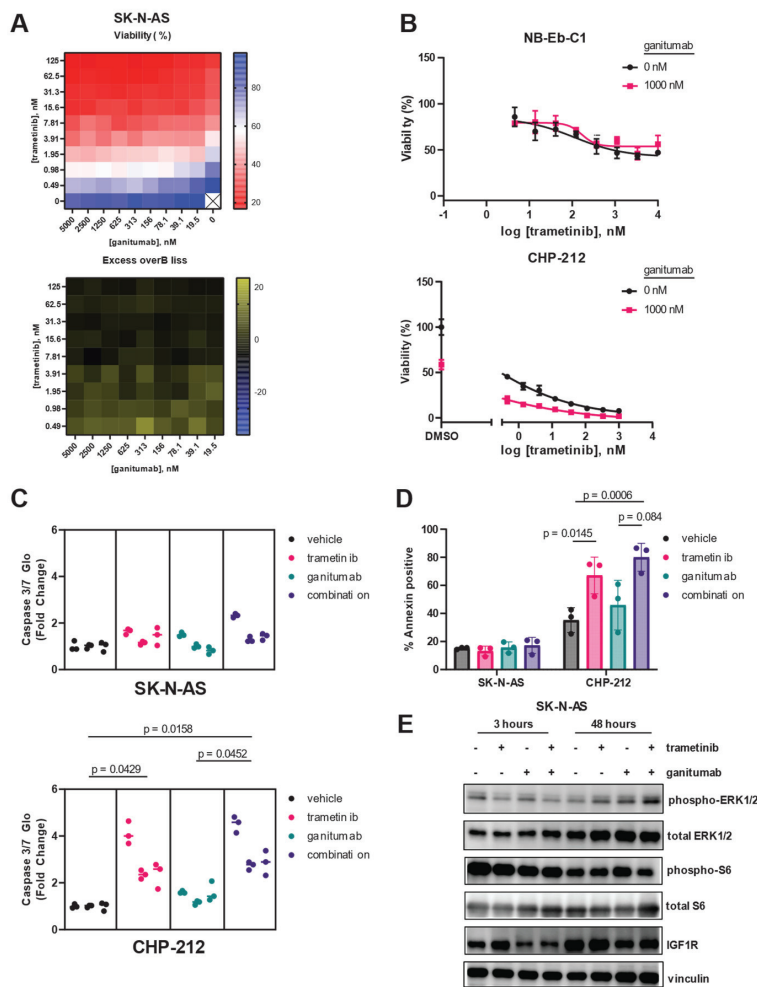 A
SK-N-AS
Viability (%)
125
62.5
31.3
15.6
7.81
3.91
1.95
0.98
0.49
0
[trametinib], nM
80
60
40
20
5000
2500
1250
625
313
156
78.1
39.1
19.5
0
[ganitumab], nM
Excess overB liss
125
62.5
31.3
15.6
7.81
3.91
1.95
0.98
0.49
[trametinib], nM
20
0
-20
5000
2500
1250
625
313
156
78.1
39.1
19.5
[ganitumab], nM
B
NB-Eb-C1
ganitumab
0 nM
1000 nM
150
100
50
0
Viabil ty (%)
-1
0
1
2
3
4
log [trametinib], nM
CHP-212
ganitumab
0 nM
1000 nM
150
100
50
0
Viability (%)
DMSO
0
1
2
3
4
log [trametinib], nM
C
6
4
2
0
Caspase 3/7 Glo
(Fold Change)
vehicle
trametin ib
ganitumab
combinati on
SK-N-AS
p = 0.0158
p = 0.0452
p = 0.0429
6
4
2
0
Caspase 3/7 Glo
(Fold Change)
vehicle
trametin ib
ganitumab
combinati on
CHP-212
D
p = 0.0006
p = 0.084
p = 0.0145
100
80
60
40
20
0
% Annexin positive
vehicle
trametin ib
ganitumab
combinati on
SK-N-AS
CHP-212
E
SK-N-AS
3 hours
48 hours
- + - + - + - + trametinib
- - + + - - + + ganitumab
phospho-ERK1/2
total ERK1/2
phospho-S6
total S6
IGF1R
vinculin